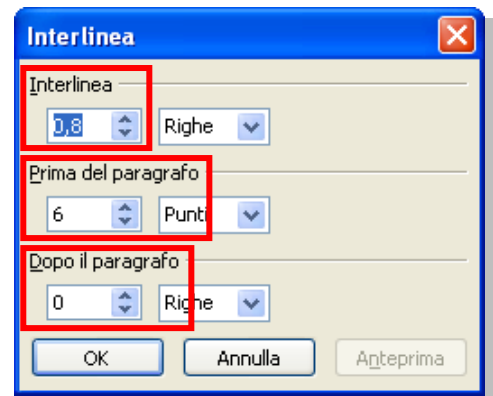 Interlinea
Interlinea
0,8 Righe
Prima del paragrafo
6 Punti
Dopo il paragrafo
0 Righe
OK Annulla Anteprima